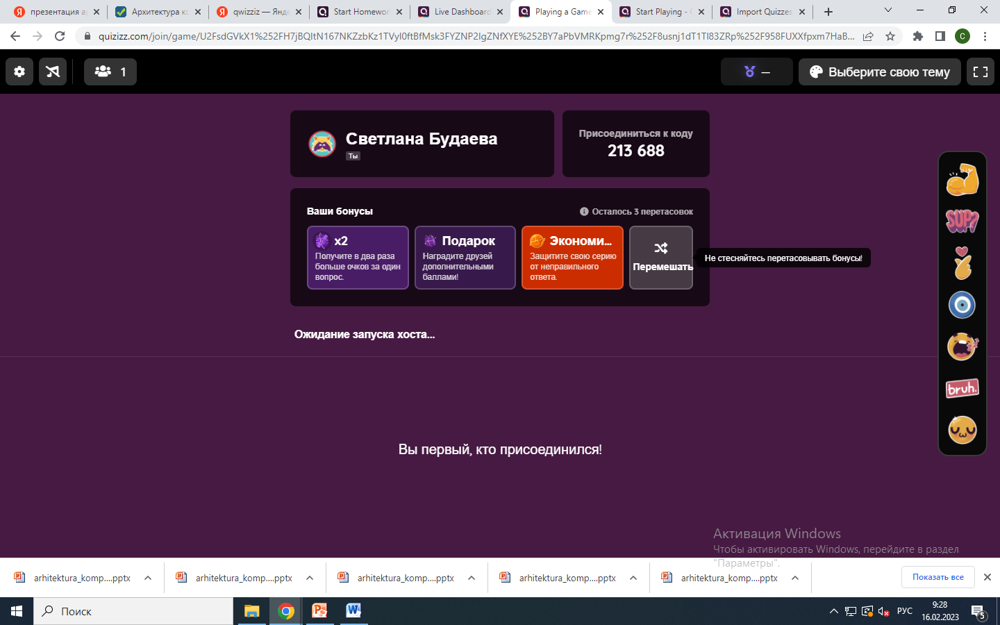 презентация а
Архитектура ко
qwizziz — Янде
Start Homewor
Live Dashboard
Playing a Game
Start Playing -
Import Quizzes
quizizz.com/join/game/U2FsdGVkX1%252FH7jBQltN167NKZzbKz1TVyl0ftBfMsk3FYZNP2IgZNfXYE%252BY7aPbVMRKpmg7r%252F8usnj1dT1Tl83ZRp%252F958FUXXfpxm7HaB...
С
1
—
Выберите свою тему
Светлана Будаева
Ты
Присоединиться к коду
213 688
Ваши бонусы
Осталось 3 перетасовок
x2
Получите в два раза
больше очков за один
вопрос.
Подарок
Наградите друзей
дополнительными
баллами!
Экономи...
Защитите свою серию
от неправильного
ответа.
Перемешать
Не стесняйтесь перетасовывать бонусы!
SUP?
bruh.
Ожидание запуска хоста...
Вы первый, кто присоединился!
Активация Windows
Чтобы активировать Windows, перейдите в раздел
"Параметры".
arhitektura_komp....pptx
arhitektura_komp....pptx
arhitektura_komp....pptx
arhitektura_komp....pptx
arhitektura_komp....pptx
Показать все
Поиск
РУС
9:28
16.02.2023
5